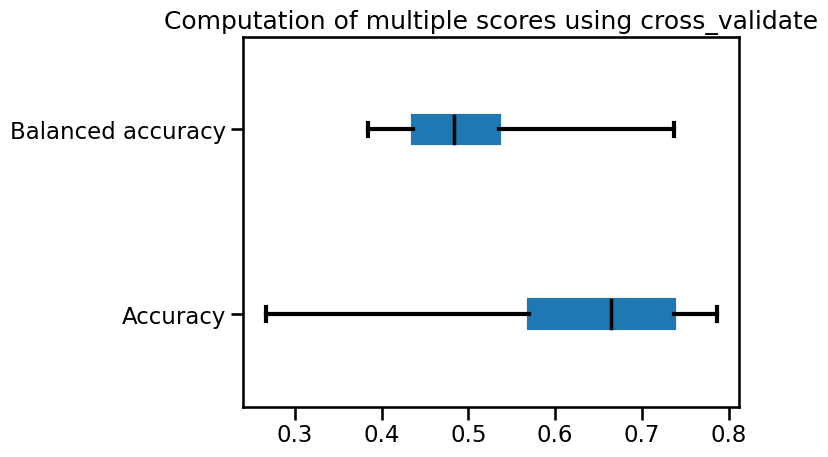 Computation of multiple scores using cross_validate
Balanced accuracy
Accuracy
0.3 0.4 0.5 0.6 0.7 0.8